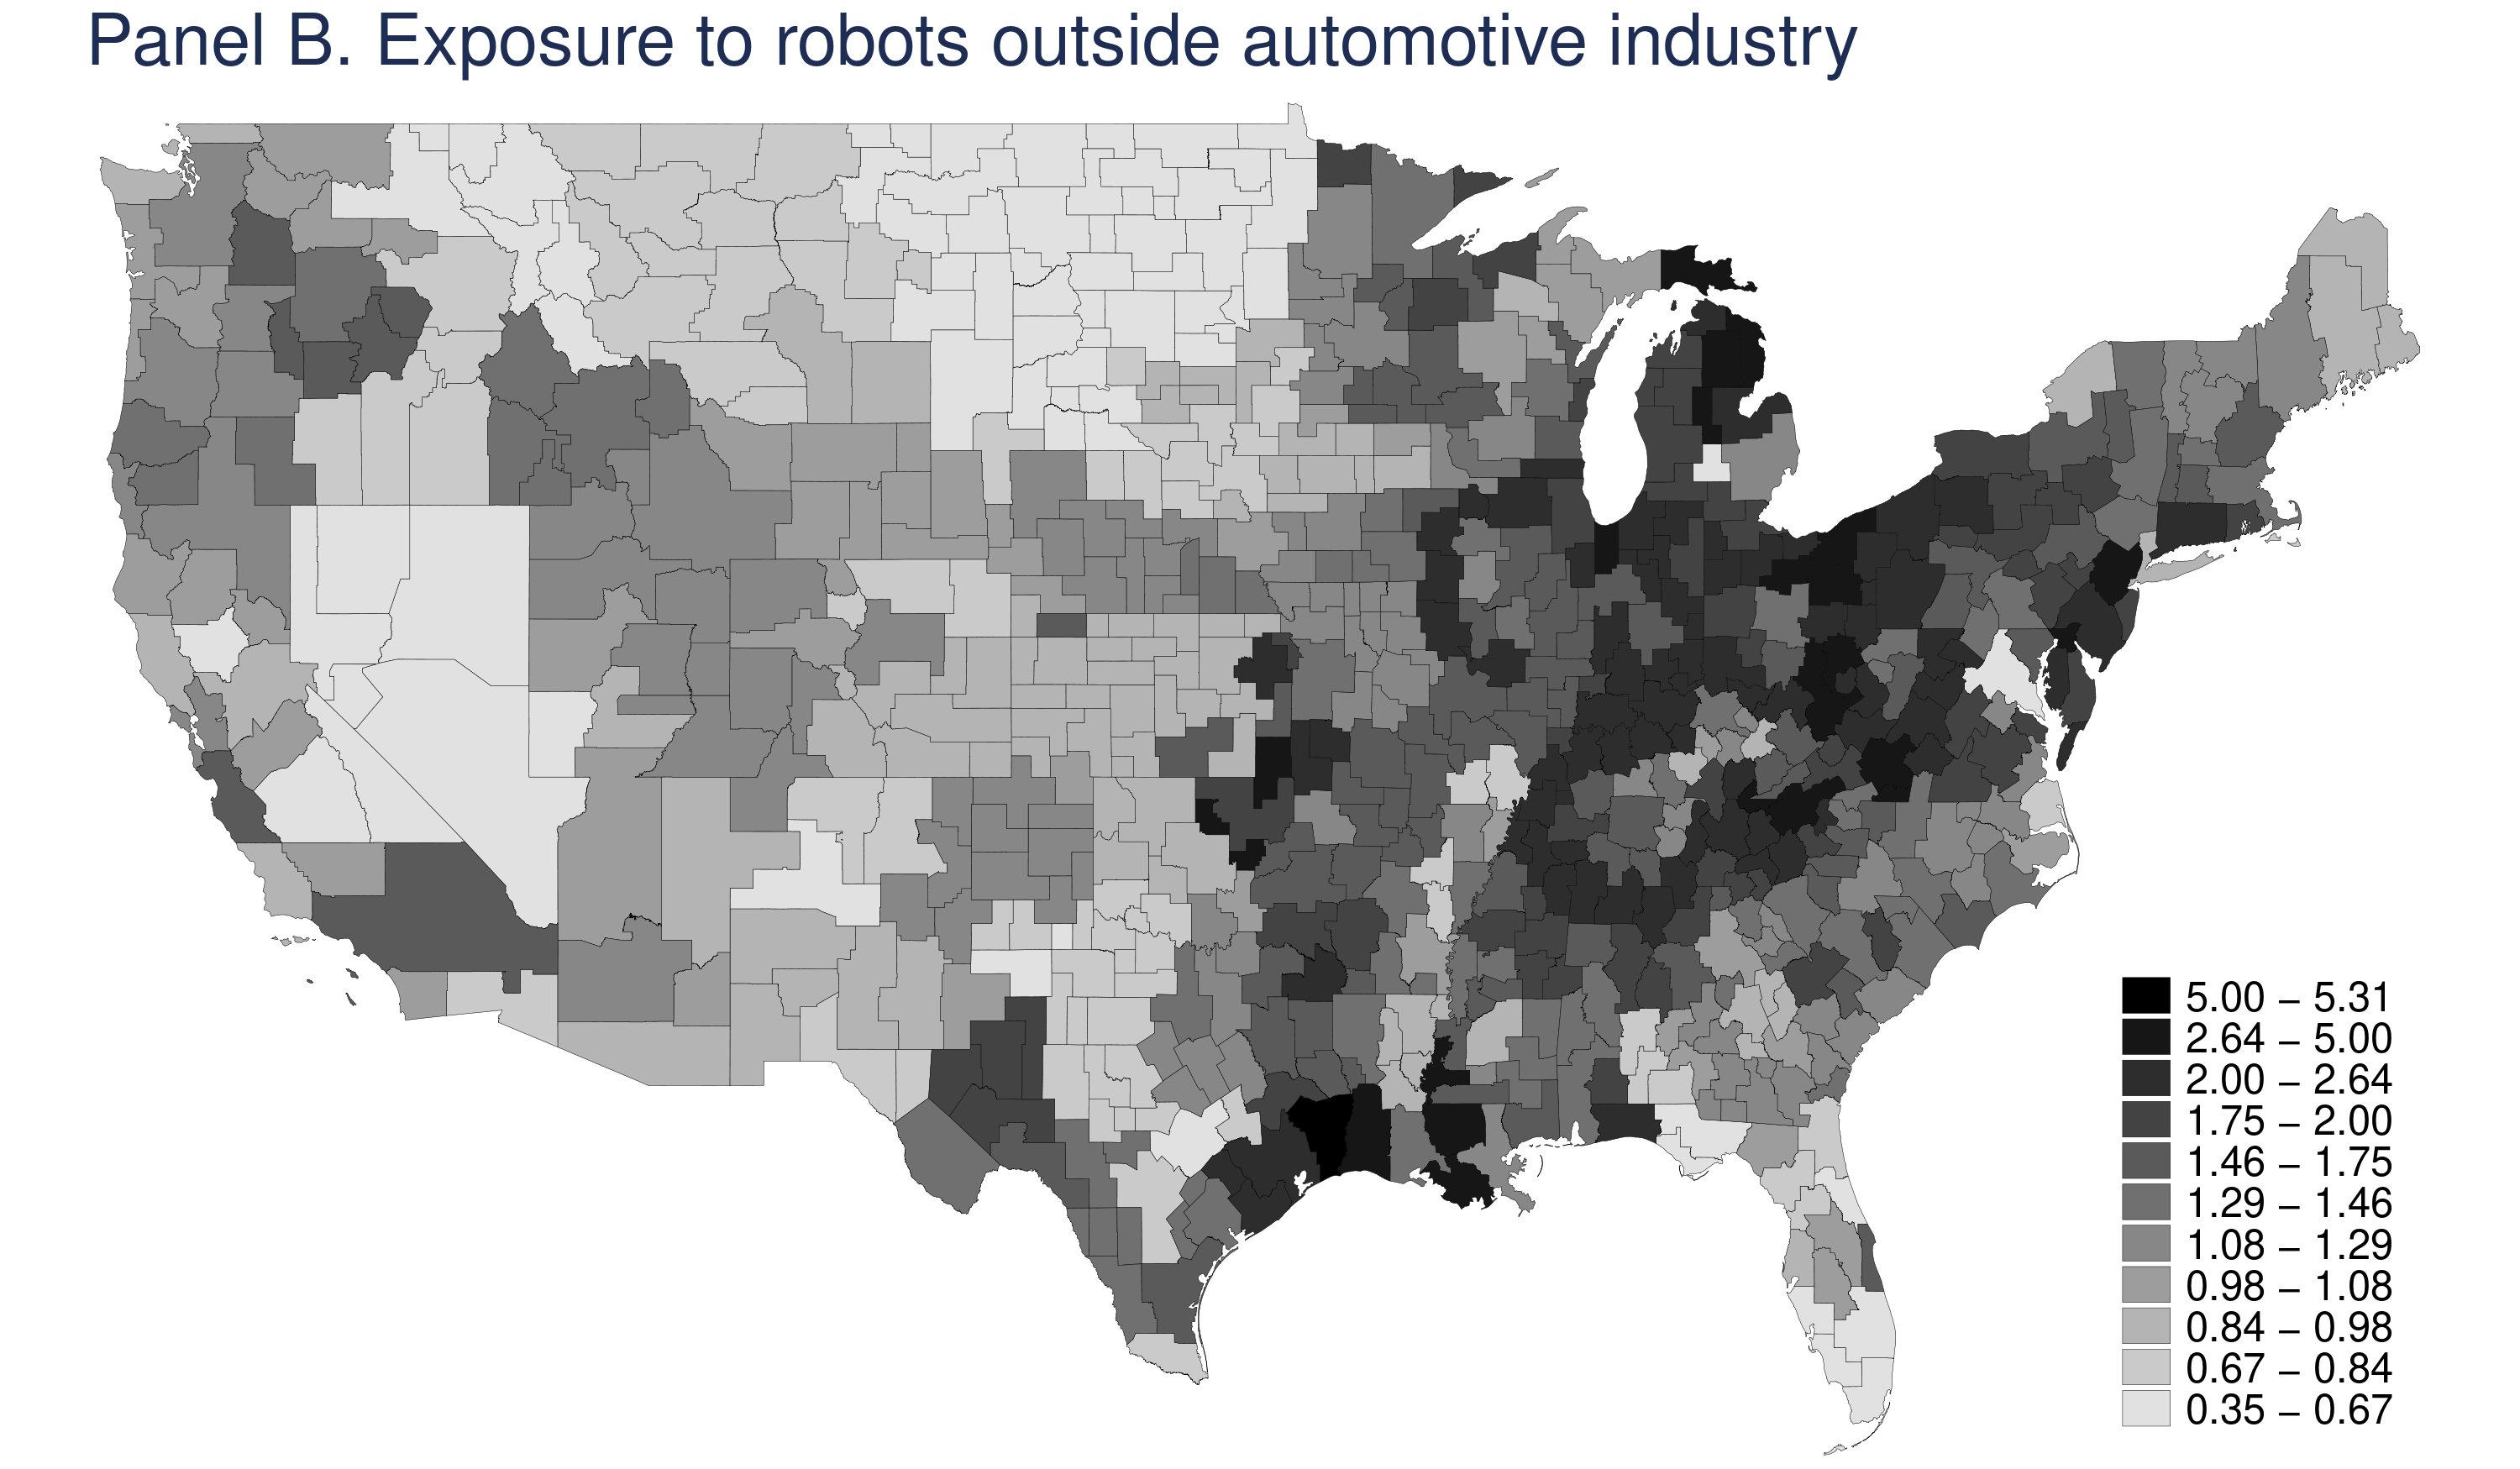 Panel B. Exposure to robots outside automotive industry
5.00 – 5.31
2.64 – 5.00
2.00 – 2.64
1.75 – 2.00
1.46 – 1.75
1.29 – 1.46
1.08 – 1.29
0.98 – 1.08
0.84 – 0.98
0.67 – 0.84
0.35 – 0.67